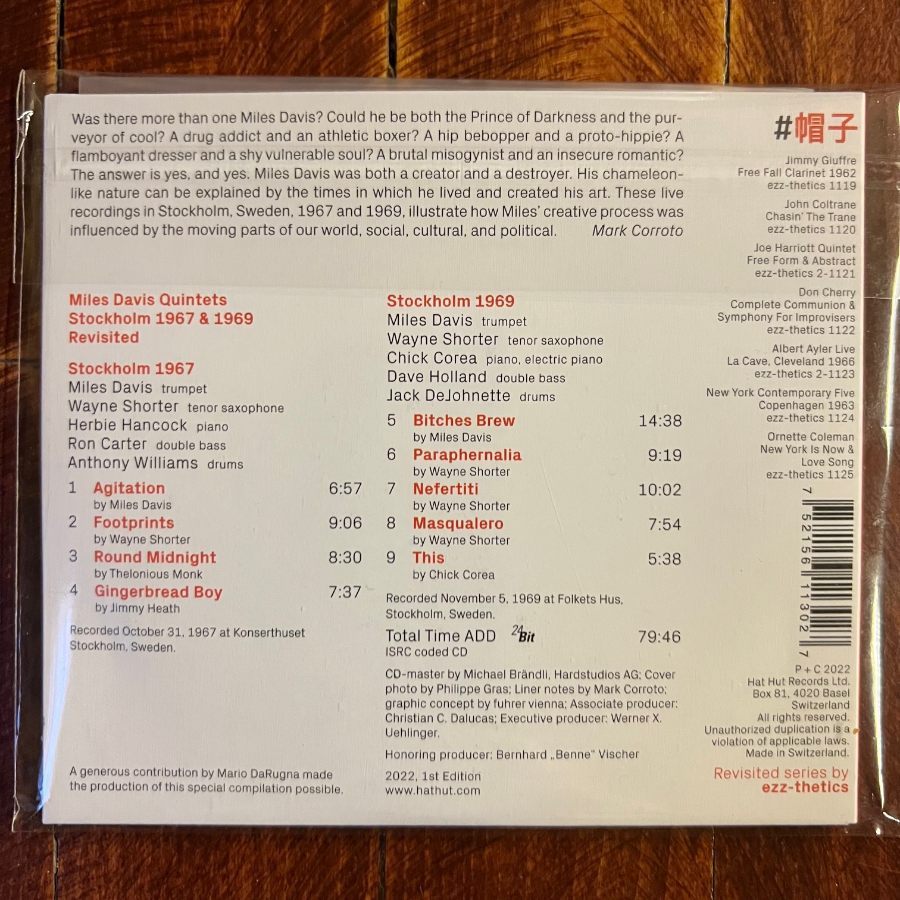 Was there more than one Miles Davis? Could he be both the Prince of Darkness and the pur-
veyor of cool? A drug addict and an athletic boxer? A hip bebopper and a proto-hippie? A
flamboyant dresser and a shy vulnerable soul? A brutal misogynist and an insecure romantic?
The answer is yes, and yes. Miles Davis was both a creator and a destroyer. His chameleon-
like nature can be explained by the times in which he lived and created his art. These live
recordings in Stockholm, Sweden, 1967 and 1969, illustrate how Miles' creative process was
influenced by the moving parts of our world, social, cultural, and political. Mark Corroto
Miles Davis Quintets
Stockholm 1967 & 1969
Revisited
Stockholm 1967
Miles Davis trumpet
Wayne Shorter tenor saxophone
Herbie Hancock piano
Ron Carter double bass
Anthony Williams drums
1 Agitation 6:57
by Miles Davis
2 Footprints 9:06
by Wayne Shorter
3 Round Midnight 8:30
by Thelonious Monk
4 Gingerbread Boy 7:37
by Jimmy Heath
Recorded October 31, 1967 at Konserthuset
Stockholm, Sweden.
A generous contribution by Mario DaRugna made
the production of this special compilation possible.
Stockholm 1969
Miles Davis trumpet
Wayne Shorter tenor saxophone
Chick Corea piano, electric piano
Dave Holland double bass
Jack DeJohnette drums
5 Bitches Brew 14:38
by Miles Davis
6 Paraphernalia 9:19
by Wayne Shorter
7 Nefertiti 10:02
by Wayne Shorter
8 Masqualero 7:54
by Wayne Shorter
9 This 5:38
by Chick Corea
Recorded November 5, 1969 at Folkets Hus,
Stockholm, Sweden.
Total Time ADD 24Bit 79:46
ISRC coded CD
CD-master by Michael Brändli, Hardstudios AG; Cover
photo by Philippe Gras; Liner notes by Mark Corroto;
graphic concept by fuhrer vienna; Associate producer:
Christian C. Dalucas; Executive producer: Werner X.
Uehlinger.
Honoring producer: Bernhard „Benne" Vischer
2022, 1st Edition
www.hathut.com
#帽子
Jimmy Giuffre
Free Fall Clarinet 1962
ezz-thetics 1119
John Coltrane
Chasin' The Trane
ezz-thetics 1120
Joe Harriott Quintet
Free Form & Abstract
ezz-thetics 2-1121
Don Cherry
Complete Communion &
Symphony For Improvisers
ezz-thetics 1122
Albert Ayler Live
La Cave, Cleveland 1966
ezz-thetics 2-1123
New York Contemporary Five
Copenhagen 1963
ezz-thetics 1124
Ornette Coleman
New York Is Now &
Love Song
ezz-thetics 1125
7 52156 11302 7
P + C 2022
Hat Hut Records Ltd.
Box 81, 4020 Basel
Switzerland
All rights reserved.
Unauthorized duplication is a
violation of applicable laws.
Made in Switzerland.
Revisited series by
ezz-thetics